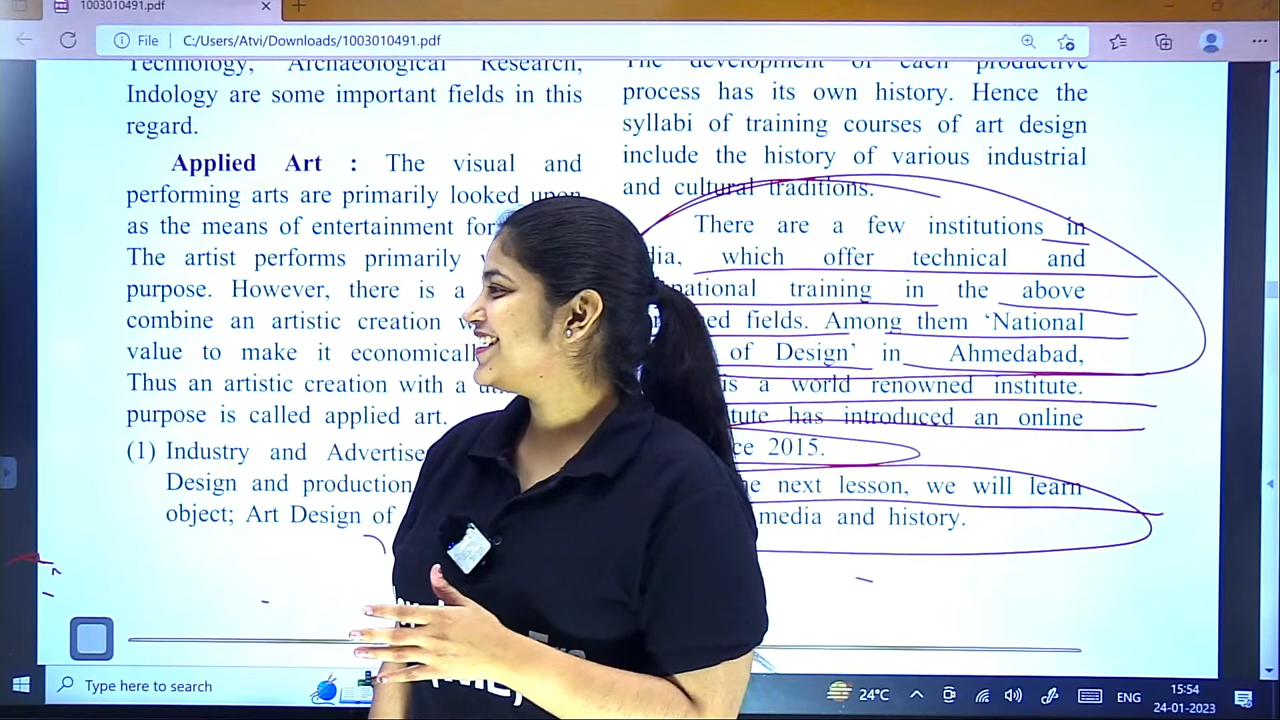 1003010491.pdf
File | C:/Users/Atvi/Downloads/1003010491.pdf
Technology, Archaeological Research,
Indology are some important fields in this
regard.
Applied Art : The visual and
performing arts are primarily looked upon
as the means of entertainment for
The artist performs primarily
purpose. However, there is a
combine an artistic creation
value to make it economical
Thus an artistic creation with a
purpose is called applied art.
(1) Industry and Advertise
Design and production
object; Art Design of
The development of each productive
process has its own history. Hence the
syllabi of training courses of art design
include the history of various industrial
and cultural traditions.
There are a few institutions in
dia, which offer technical and
pational training in the above
ed fields. Among them ‘National
of Design’ in Ahmedabad,
is a world renowned institute.
tute has introduced an online
ce 2015.
e next lesson, we will learn
media and history.
Type here to search
24°C
ENG
15:54
24-01-2023